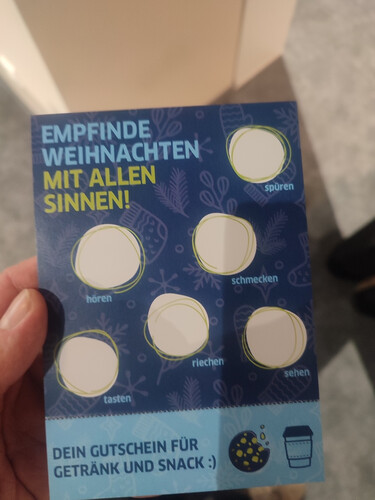 EMPFINDE
WEIHNACHTEN
MIT ALLEN
SINNEN!
spüren
hören
schmecken
tasten
riechen
sehen
DEIN GUTSCHEIN FÜR
GETRÄNK UND SNACK :)